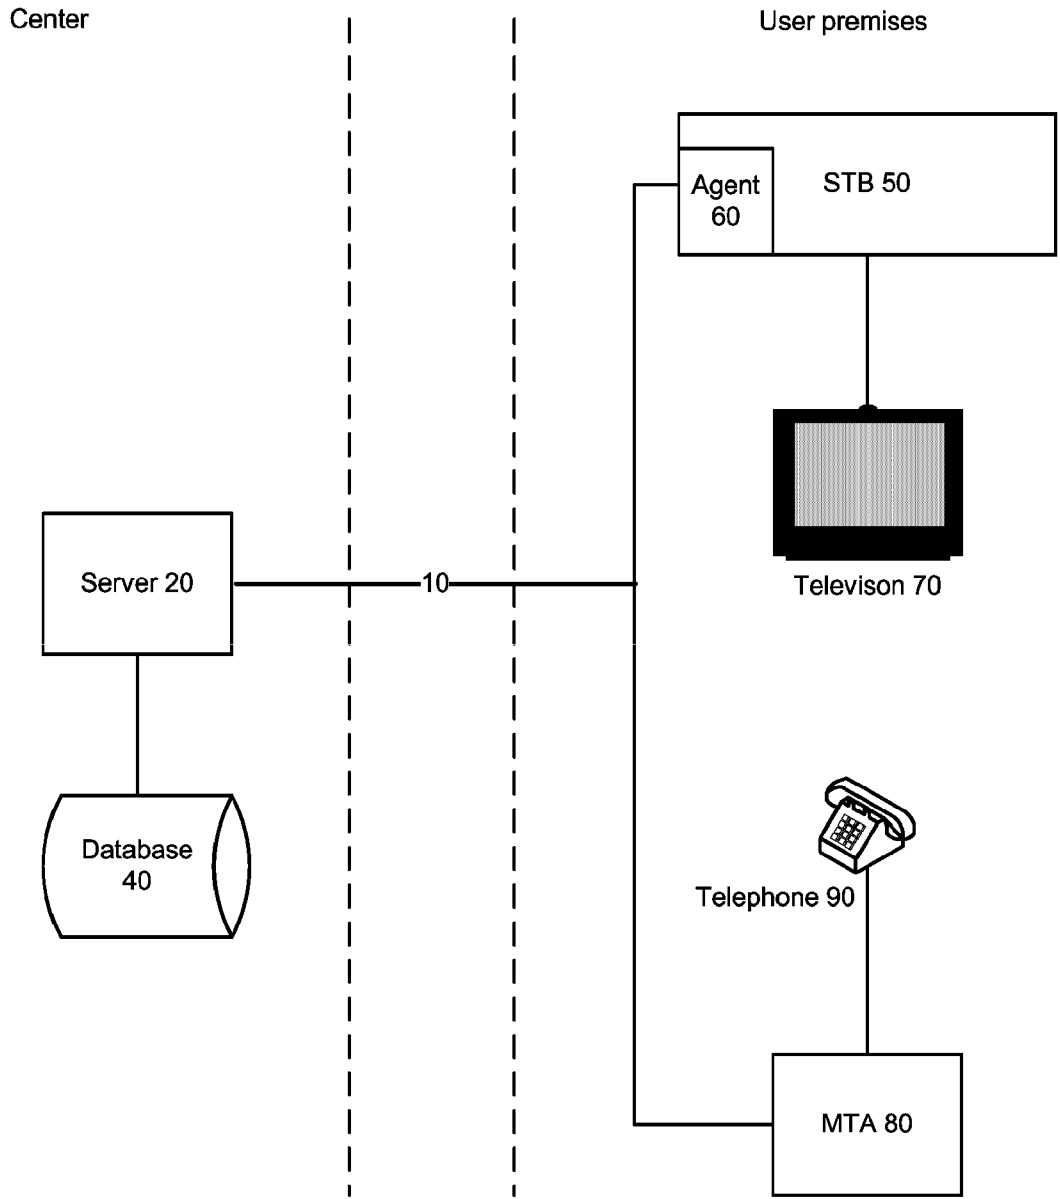 Center
User premises
Agent
60
STB 50
Server 20
10
Televison 70
Database
40
Telephone 90
MTA 80